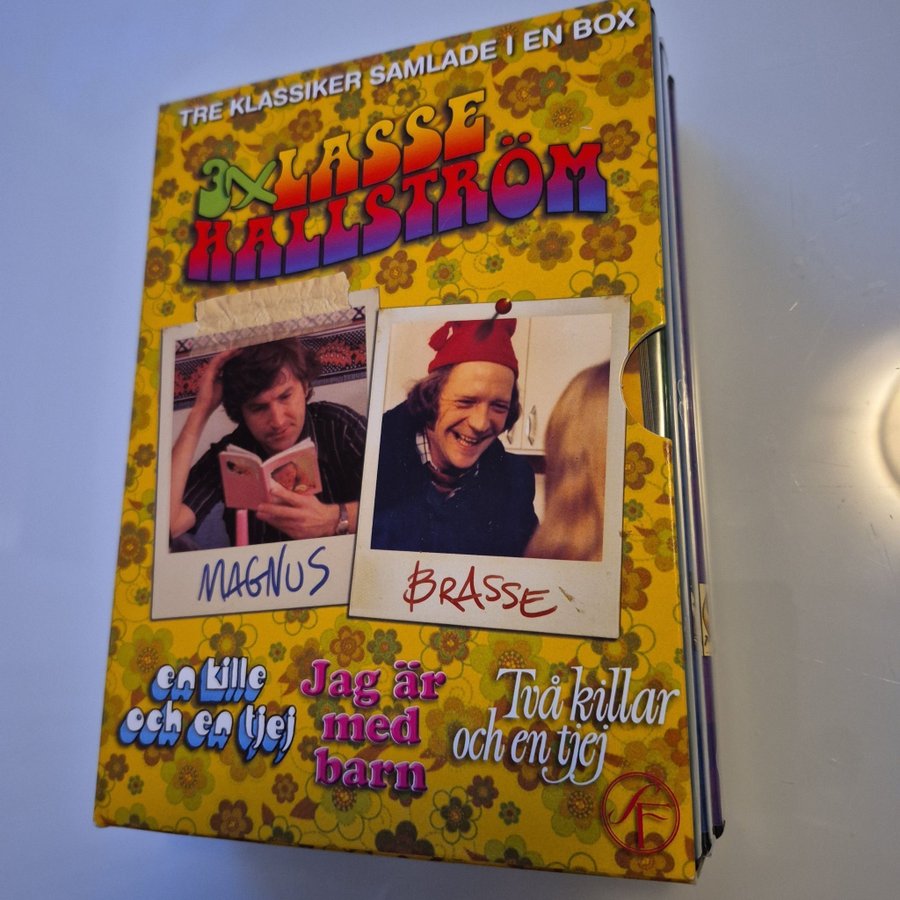 TRE KLASSIKER SAMLADE I EN BOX
3X LASSE
HALLSTRÖM
MAGNUS
BRASSE
en kille
och en tjej
Jag är
med
barn
Två killar
och en tjej
SF